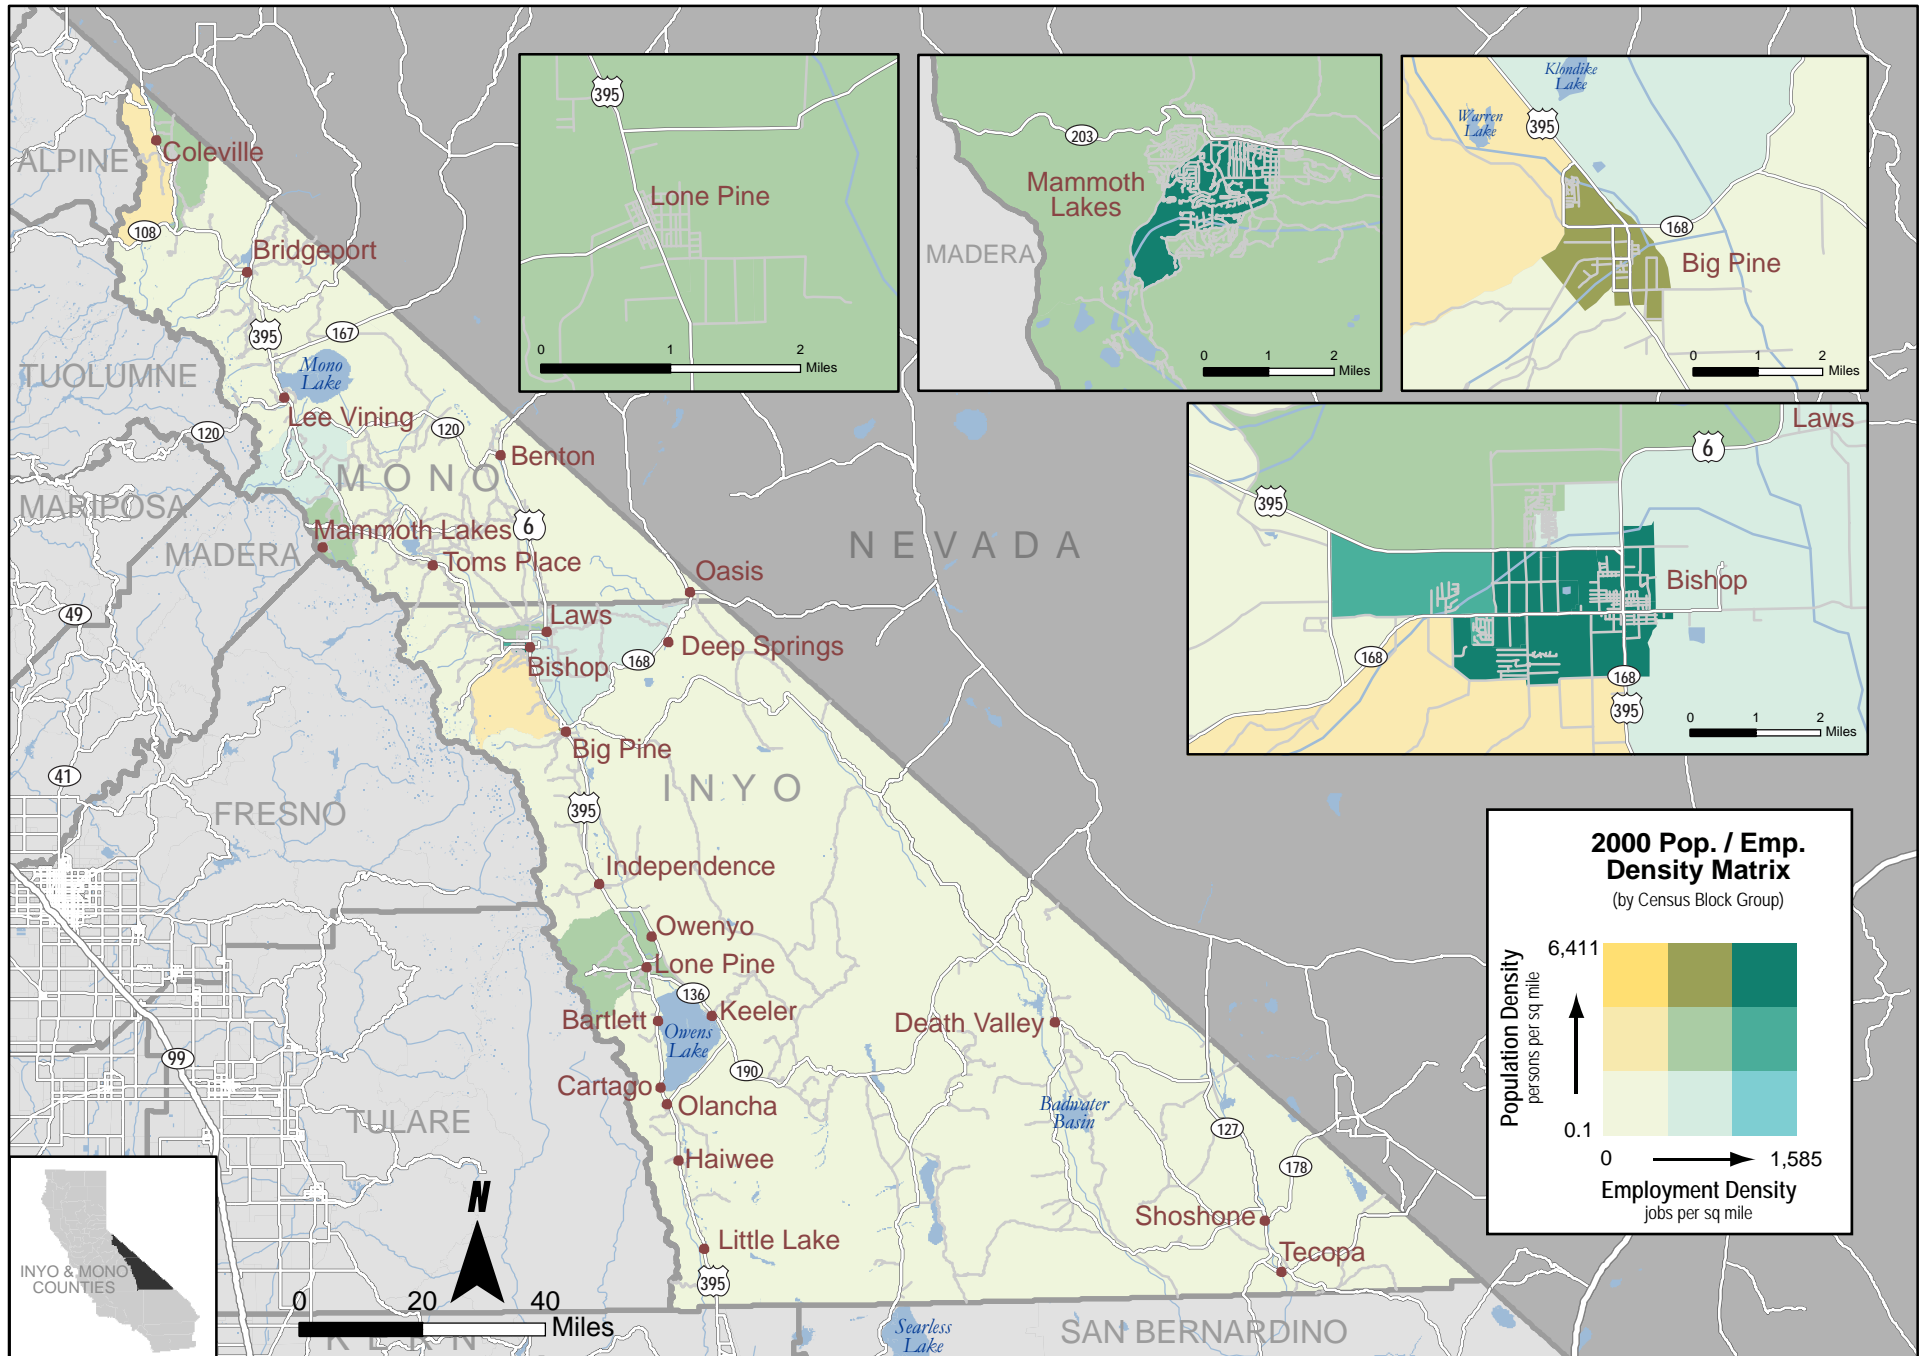 ALPINE
Coleville
108
Bridgeport
395
167
TUOLUMNE
Mono
Lake
Lee Vining
120
120
Benton
MONO
MARIPOSA
Mammoth Lakes
6
MADERA
Toms Place
NEVADA
Oasis
49
Laws
Deep Springs
Bishop
168
Big Pine
41
INYO
395
FRESNO
Independence
Owenyo
Lone Pine
136
Keeler
Bartlett
Owens
Lake
Death Valley
99
190
Cartago
Olancha
Badwater
Basin
TULARE
127
Haiwee
178
Shoshone
Little Lake
Tecopa
395
N
0 20 40
Miles
KERN
Searless
Lake
SAN BERNARDINO
INYO & MONO
COUNTIES
395
Lone Pine
0 1 2
Miles
203
Mammoth
Lakes
MADERA
0 1 2
Miles
Klondike
Lake
Warren
Lake
395
168
Big Pine
0 1 2
Miles
Laws
6
395
Bishop
168
168
395
0 1 2
Miles
2000 Pop. / Emp.
Density Matrix
(by Census Block Group)
Population Density
persons per sq mile
6,411
0.1
0 1,585
Employment Density
jobs per sq mile